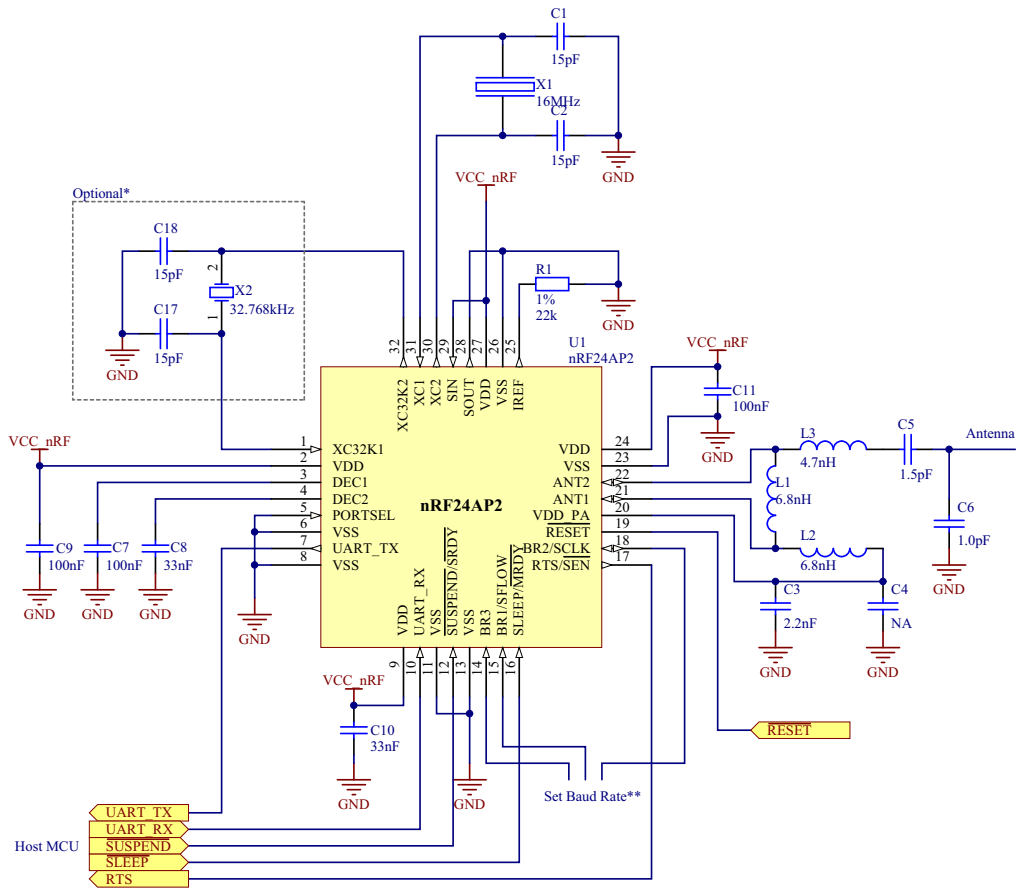 C1
15pF
X1
16MHz
C2
15pF
GND
VCC_nRF
Optional*
C18
15pF
2
X2
32.768kHz
1
C17
15pF
GND
R1
1%
22k
GND
32
31
30
29
28
27
26
25
U1
nRF24AP2
XC32K2
XC1
XC2
SIN
SOUT
VDD
VSS
IREF
VCC_nRF
C11
100nF
GND
VCC_nRF
1 XC32K1
2 VDD
3 DEC1
4 DEC2
5 PORTSEL
6 VSS
7 UART_TX
8 VSS
nRF24AP2
VDD 24
VSS 23
ANT2 22
ANT1 21
VDD_PA 20
RESET 19
BR2/SCLK 18
RTS/SEN 17
L3
4.7nH
C5
1.5pF
Antenna
L1
6.8nH
L2
6.8nH
C6
1.0pF
GND
C9
100nF
GND
C7
100nF
GND
C8
33nF
GND
GND
C3
2.2nF
GND
C4
NA
GND
VDD
UART_RX
VSS
SUSPEND/SRDY
VSS
BR3
BR1/SFLOW
SLEEP/MRDY
9
10
11
12
13
14
15
16
VCC_nRF
C10
33nF
GND
GND
RESET
Set Baud Rate**
Host MCU
UART_TX
UART_RX
SUSPEND
SLEEP
RTS